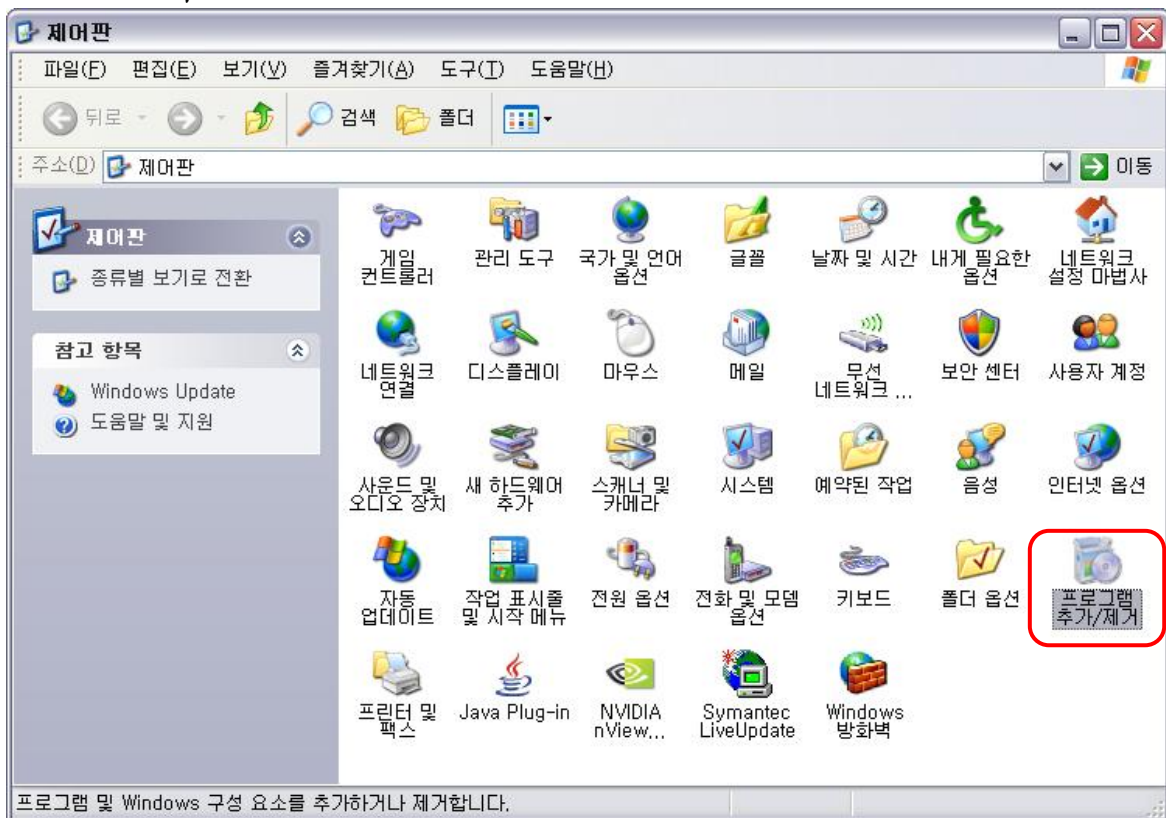 제어판
파일(F) 편집(E) 보기(V) 즐겨찾기(A) 도구(T) 도움말(H)
뒤로 검색 폴더
주소(D) 제어판 이동
제어판
종류별 보기로 전환
참고 항목
Windows Update
도움말 및 지원
게임
컨트롤러
관리 도구
국가 및 언어
옵션
글꼴
날짜 및 시간
내게 필요한
옵션
네트워크
설정 마법사
네트워크
연결
디스플레이
마우스
메일
무선
네트워크 ...
보안 센터
사용자 계정
사운드 및
오디오 장치
새 하드웨어
추가
스캐너 및
카메라
시스템
예약된 작업
음성
인터넷 옵션
자동
업데이트
작업 표시줄
및 시작 메뉴
전원 옵션
전화 및 모뎀
옵션
키보드
폴더 옵션
프로그램
추가/제거
프린터 및
팩스
Java Plug-in
NVIDIA
nView...
Symantec
LiveUpdate
Windows
방화벽
프로그램 및 Windows 구성 요소를 추가하거나 제거합니다.